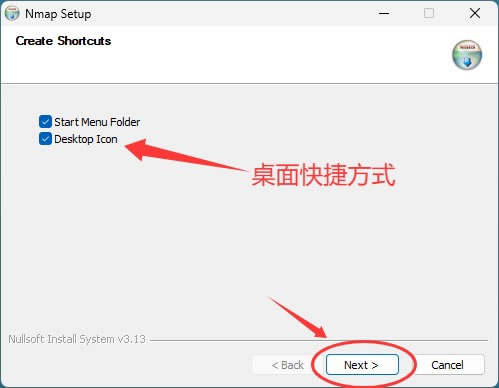 Nmap Setup
Create Shortcuts
Start Menu Folder
Desktop Icon
桌面快捷方式
Nullsoft Install System v3.13
< Back
Next >
Cancel